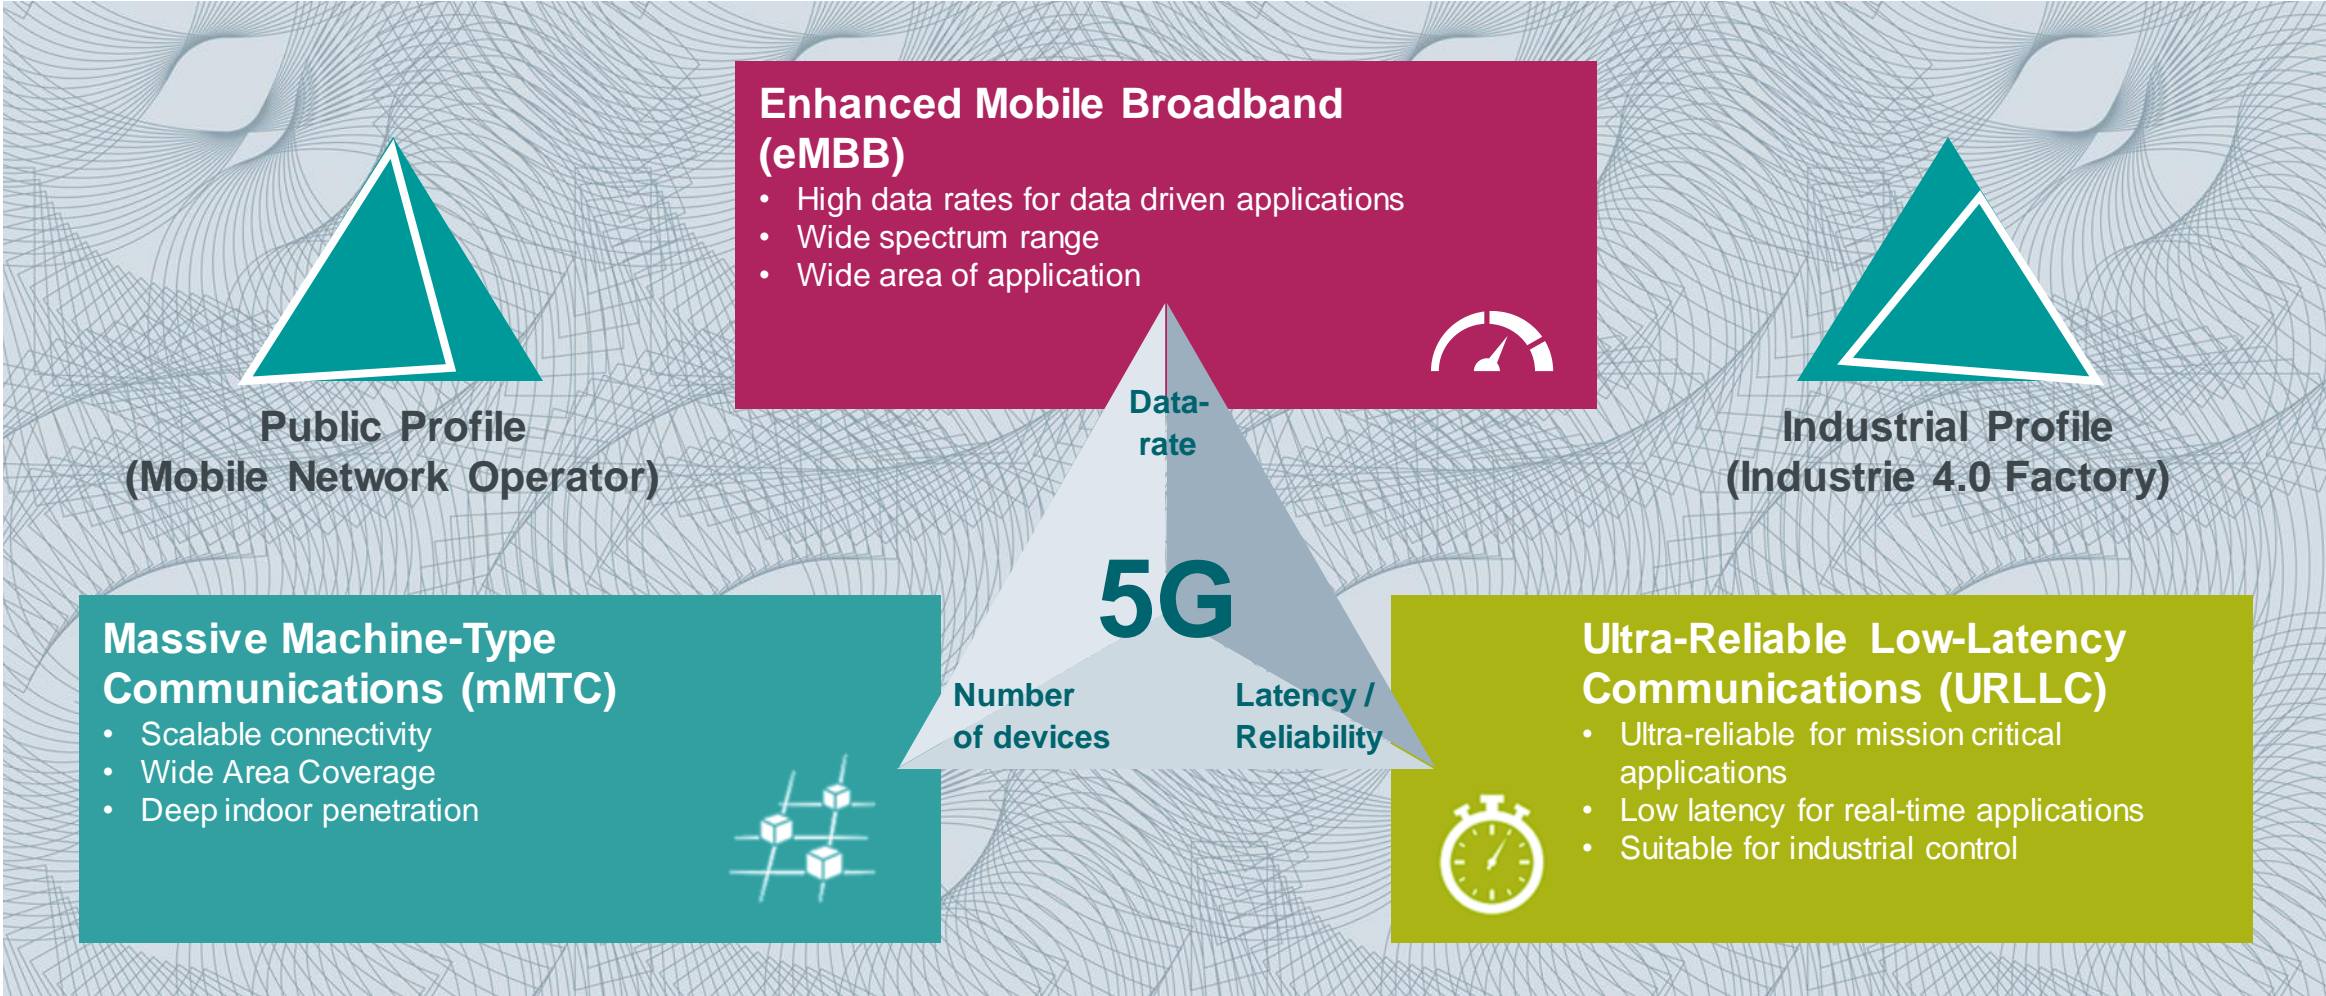 Enhanced Mobile Broadband
(eMBB)
• High data rates for data driven applications
• Wide spectrum range
• Wide area of application
Public Profile
(Mobile Network Operator)
Industrial Profile
(Industrie 4.0 Factory)
Data-
rate
5G
Number
of devices
Latency /
Reliability
Massive Machine-Type
Communications (mMTC)
• Scalable connectivity
• Wide Area Coverage
• Deep indoor penetration
Ultra-Reliable Low-Latency
Communications (URLLC)
• Ultra-reliable for mission critical
applications
• Low latency for real-time applications
• Suitable for industrial control